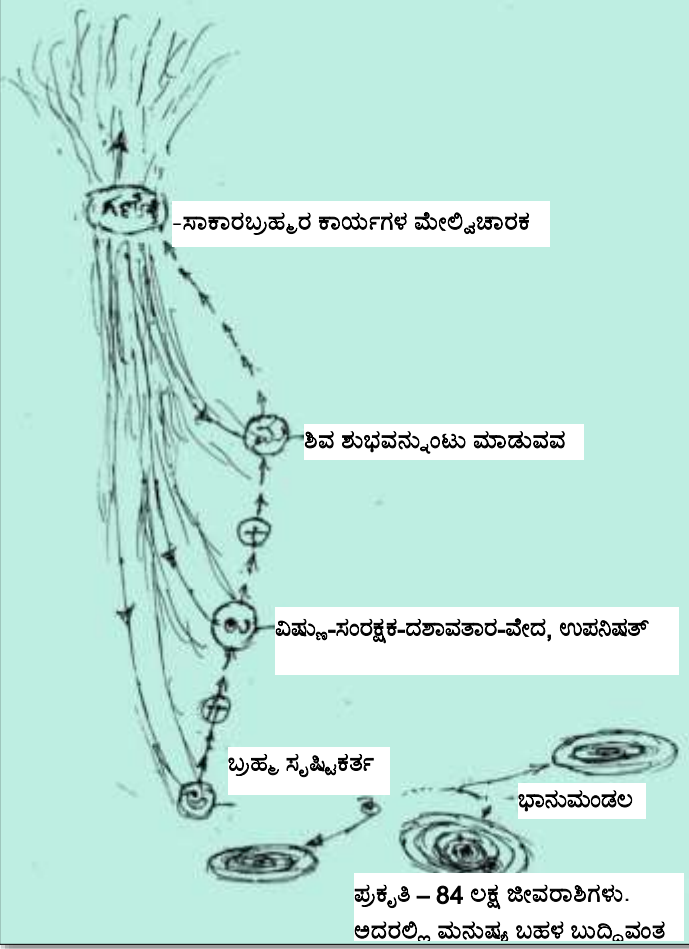 ಗಣೇಶ
-ಸಾಕಾರಬ್ರಹ್ಮರ ಕಾರ್ಯಗಳ ಮೇಲ್ವಿಚಾರಕ
ಶಿವ ಶುಭವನ್ನುಂಟು ಮಾಡುವವ
ವಿಷ್ಣು-ಸಂರಕ್ಷಕ-ದಶಾವತಾರ-ವೇದ, ಉಪನಿಷತ್
ಬ್ರಹ್ಮ ಸೃಷ್ಟಿಕರ್ತ
ಭಾನುಮಂಡಲ
ಪ್ರಕೃತಿ – 84 ಲಕ್ಷ ಜೀವರಾಶಿಗಳು.
ಅದರಲ್ಲಿ ಮನುಷ್ಯ ಬಹಳ ಬುದ್ದಿವಂತ